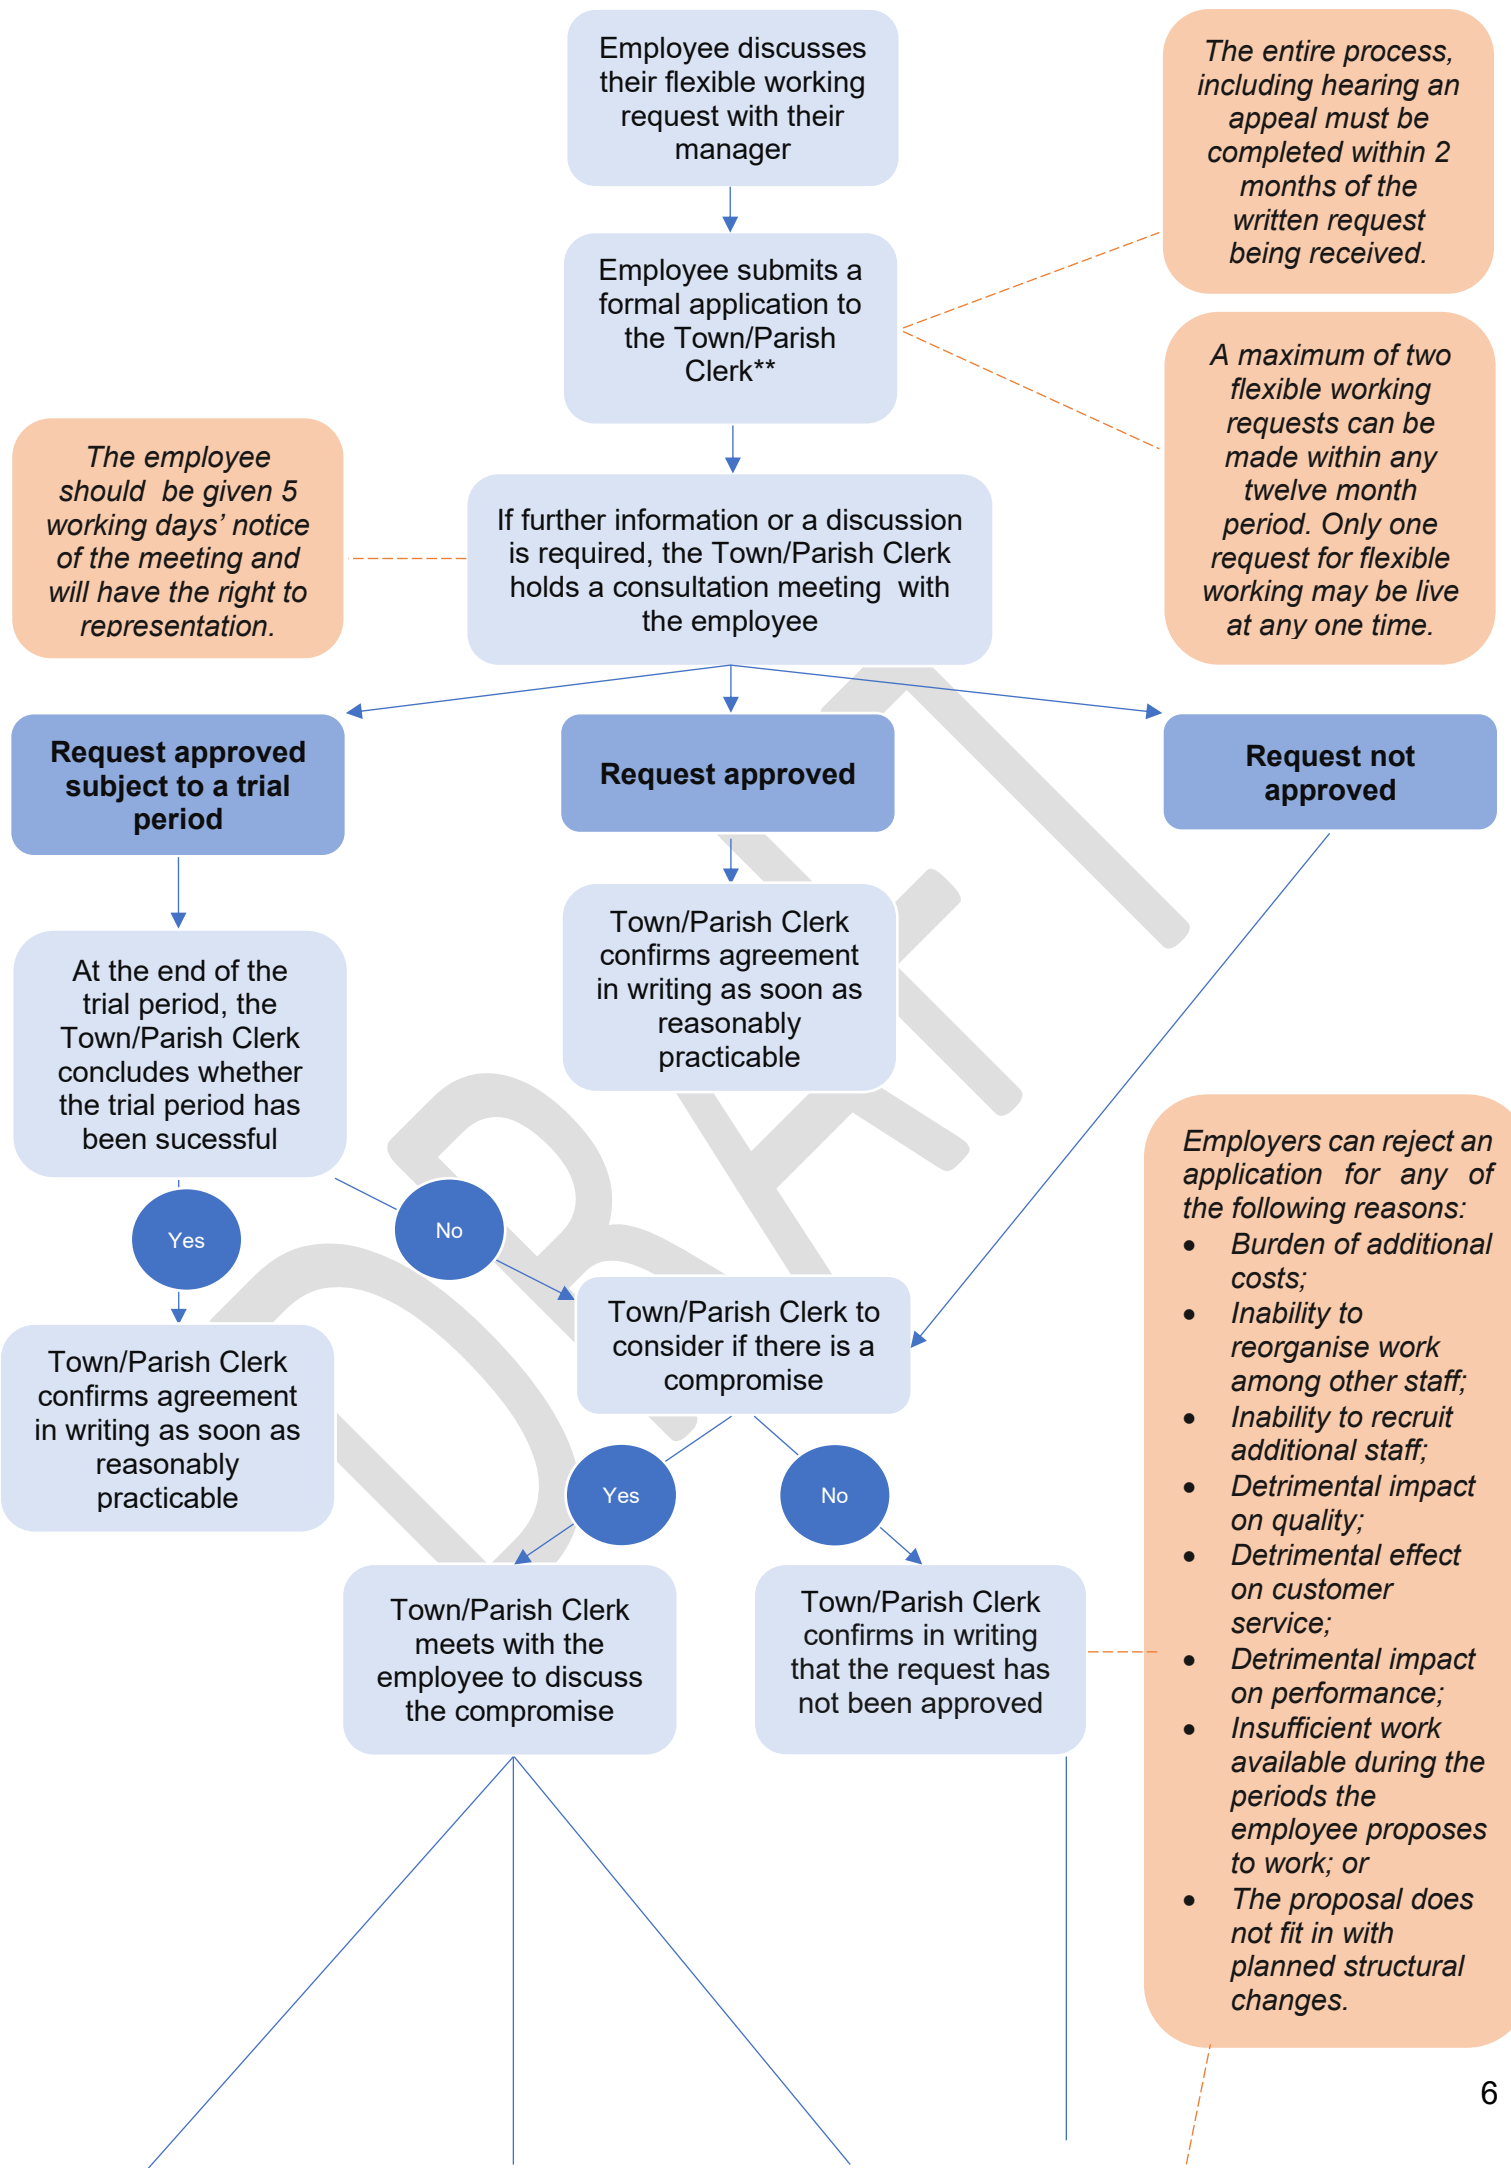 Employee discusses
their flexible working
request with their
manager
The entire process,
including hearing an
appeal must be
completed within 2
months of the
written request
being received.
Employee submits a
formal application to
the Town/Parish
Clerk**
A maximum of two
flexible working
requests can be
made within any
twelve month
period. Only one
request for flexible
working may be live
at any one time.
The employee
should be given 5
working days’ notice
of the meeting and
will have the right to
representation.
If further information or a discussion
is required, the Town/Parish Clerk
holds a consultation meeting with
the employee
Request approved
subject to a trial
period
Request approved
Request not
approved
At the end of the
trial period, the
Town/Parish Clerk
concludes whether
the trial period has
been sucessful
Town/Parish Clerk
confirms agreement
in writing as soon as
reasonably
practicable
Yes
No
Town/Parish Clerk
confirms agreement
in writing as soon as
reasonably
practicable
Town/Parish Clerk to
consider if there is a
compromise
Yes
No
Town/Parish Clerk
meets with the
employee to discuss
the compromise
Town/Parish Clerk
confirms in writing
that the request has
not been approved
Employers can reject an
application for any of
the following reasons:
• Burden of additional
costs;
• Inability to
reorganise work
among other staff;
• Inability to recruit
additional staff;
• Detrimental impact
on quality;
• Detrimental effect
on customer
service;
• Detrimental impact
on performance;
• Insufficient work
available during the
periods the
employee proposes
to work; or
• The proposal does
not fit in with
planned structural
changes.
DRAFT
6